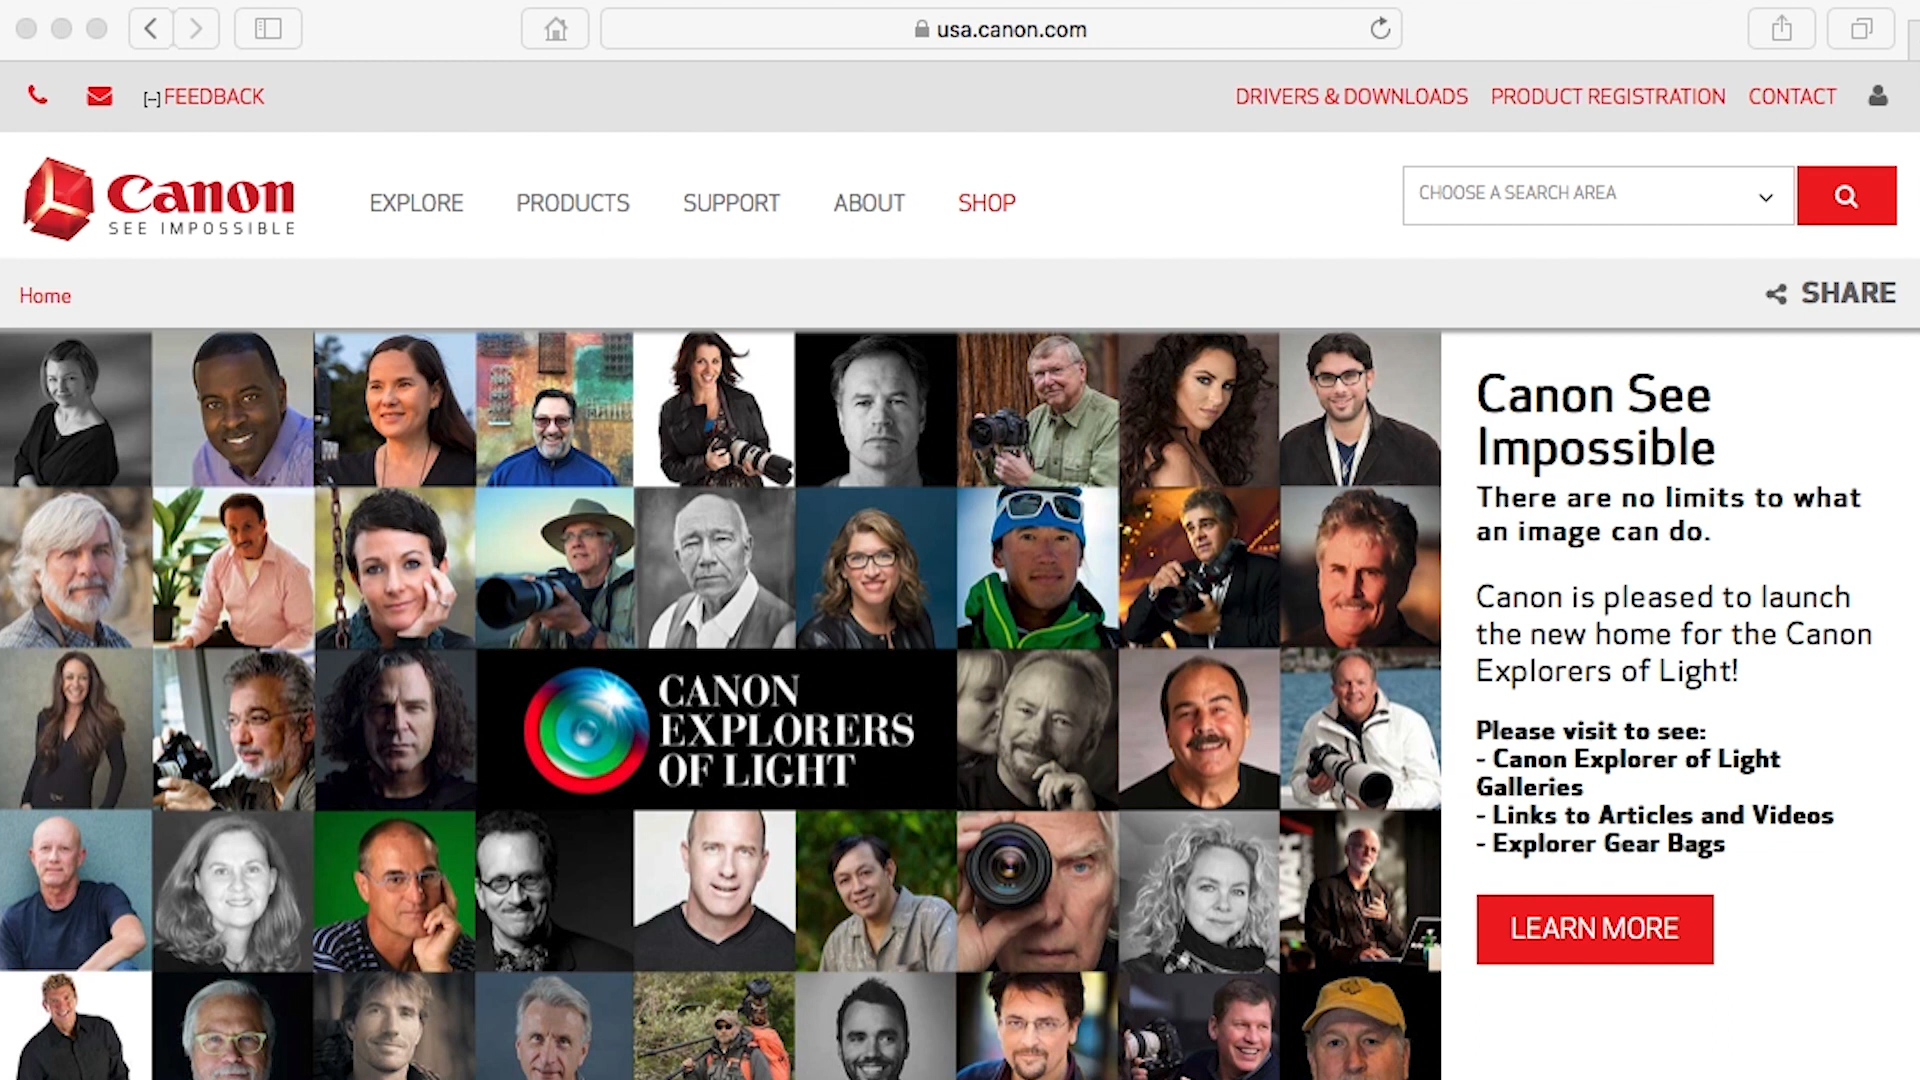 usa.canon.com
[-] FEEDBACK
DRIVERS & DOWNLOADS PRODUCT REGISTRATION CONTACT
Canon
SEE IMPOSSIBLE
EXPLORE PRODUCTS SUPPORT ABOUT SHOP
CHOOSE A SEARCH AREA
Home
SHARE
CANON
EXPLORERS
OF LIGHT
Canon See
Impossible
There are no limits to what
an image can do.
Canon is pleased to launch
the new home for the Canon
Explorers of Light!
Please visit to see:
- Canon Explorer of Light
Galleries
- Links to Articles and Videos
- Explorer Gear Bags
LEARN MORE